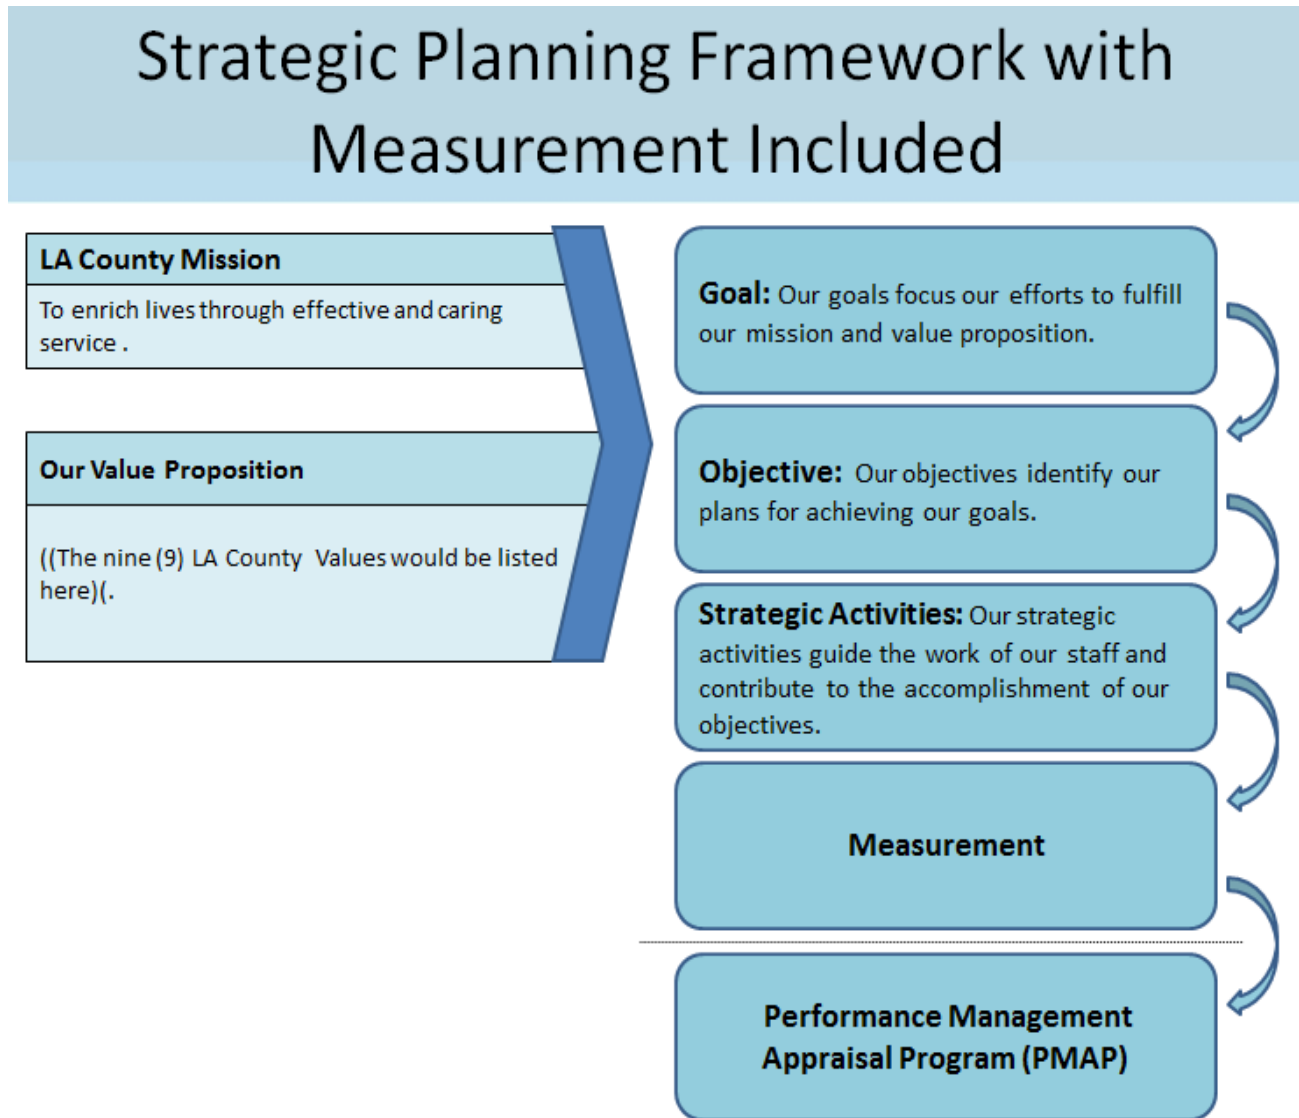 Strategic Planning Framework with
Measurement Included
LA County Mission
To enrich lives through effective and caring
service .
Our Value Proposition
((The nine (9) LA County Values would be listed
here)(.
Goal: Our goals focus our efforts to fulfill
our mission and value proposition.
Objective: Our objectives identify our
plans for achieving our goals.
Strategic Activities: Our strategic
activities guide the work of our staff and
contribute to the accomplishment of our
objectives.
Measurement
Performance Management
Appraisal Program (PMAP)